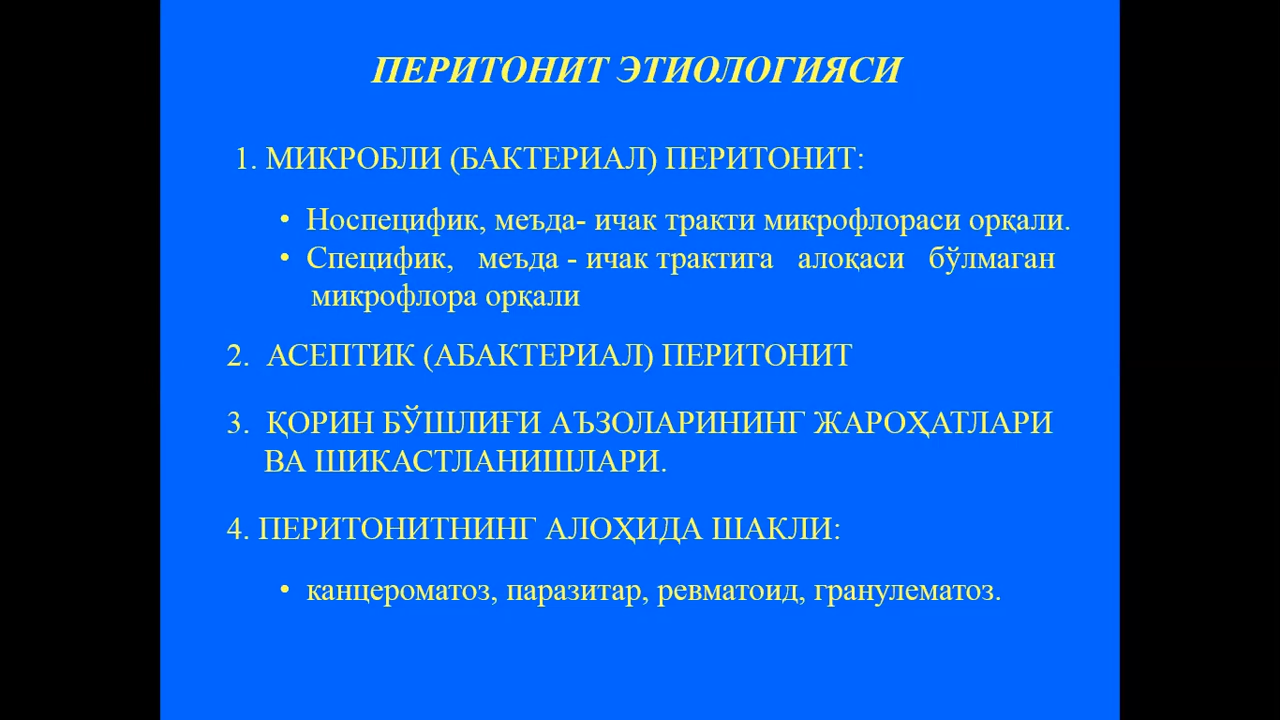 ПЕРИТОНИТ ЭТИОЛОГИЯСИ
1. МИКРОБЛИ (БАКТЕРИАЛ) ПЕРИТОНИТ:
• Носпецифик, меъда- ичак тракти микрофлораси орқали.
• Специфик, меъда - ичак трактига алоқаси бўлмаган
микрофлора орқали
2. АСЕПТИК (АБАКТЕРИАЛ) ПЕРИТОНИТ
3. ҚОРИН БЎШЛИҒИ АЪЗОЛАРИНИНГ ЖАРОҲАТЛАРИ
ВА ШИКАСТЛАНИШЛАРИ.
4. ПЕРИТОНИТНИНГ АЛОҲИДА ШАКЛИ:
• канцероматоз, паразитар, ревматоид, гранулематоз.